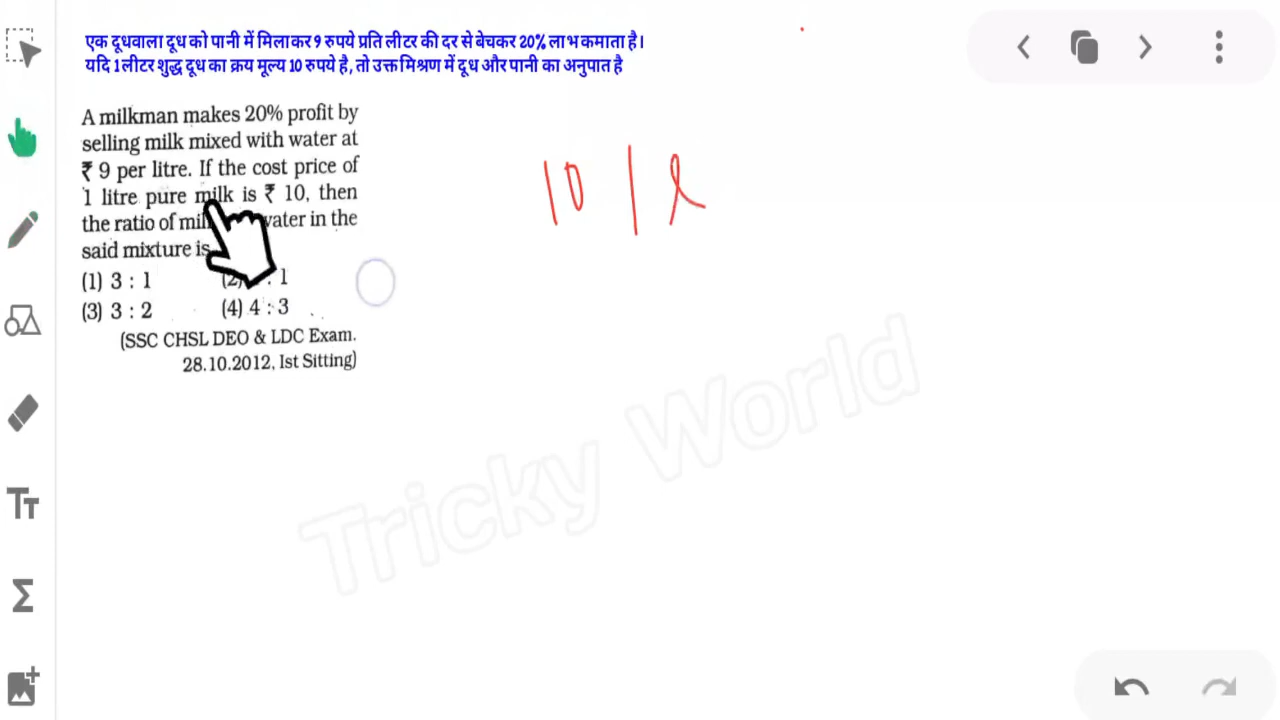 एक दूधवाला दूध को पानी में मिलाकर 9 रुपये प्रति लीटर की दर से बेचकर 20% लाभ कमाता है।
यदि 1 लीटर शुद्ध दूध का क्रय मूल्य 10 रुपये है, तो उक्त मिश्रण में दूध और पानी का अनुपात है
A milkman makes 20% profit by
selling milk mixed with water at
₹ 9 per litre. If the cost price of
1 litre pure milk is ₹ 10, then
the ratio of water in the
said mixture is
(1) 3 : 1
(2) : 1
(3) 3 : 2
(4) 4 : 3
(SSC CHSL DEO & LDC Exam.
28.10.2012, Ist Sitting)
10 / l
Tricky World
TT
Σ